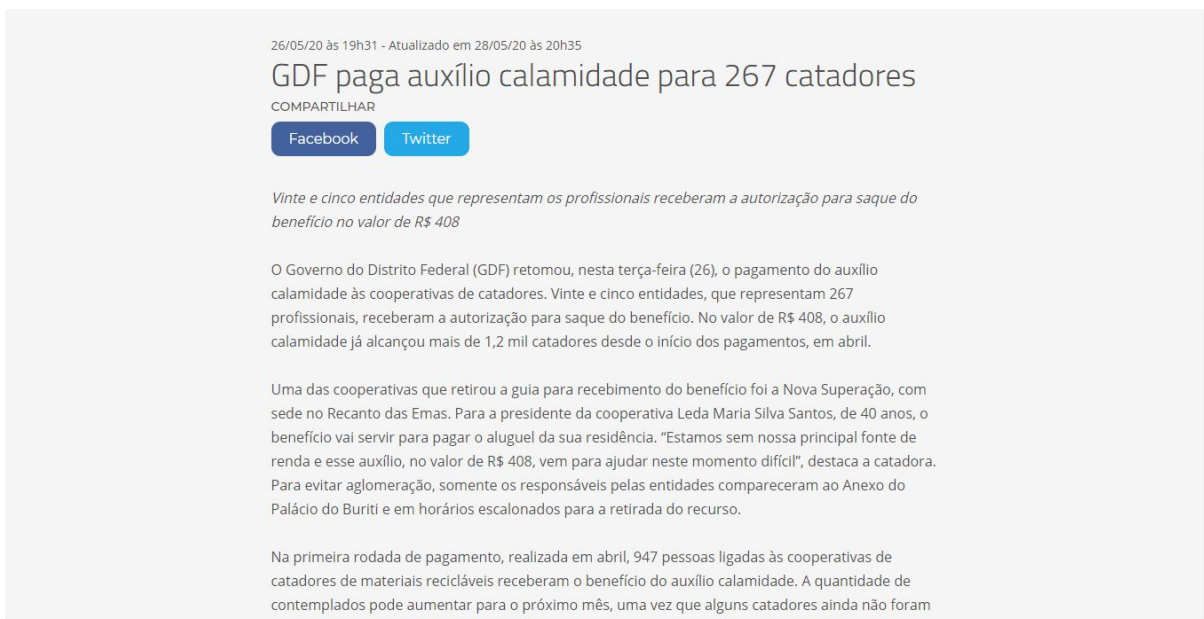 26/05/20 às 19h31 - Atualizado em 28/05/20 às 20h35
GDF paga auxílio calamidade para 267 catadores
COMPARTILHAR
Facebook Twitter
Vinte e cinco entidades que representam os profissionais receberam a autorização para saque do
benefício no valor de R$ 408
O Governo do Distrito Federal (GDF) retomou, nesta terça-feira (26), o pagamento do auxílio
calamidade às cooperativas de catadores. Vinte e cinco entidades, que representam 267
profissionais, receberam a autorização para saque do benefício. No valor de R$ 408, o auxílio
calamidade já alcançou mais de 1,2 mil catadores desde o início dos pagamentos, em abril.
Uma das cooperativas que retirou a guia para recebimento do benefício foi a Nova Superação, com
sede no Recanto das Emas. Para a presidente da cooperativa Leda Maria Silva Santos, de 40 anos, o
benefício vai servir para pagar o aluguel da sua residência. “Estamos sem nossa principal fonte de
renda e esse auxílio, no valor de R$ 408, vem para ajudar neste momento difícil”, destaca a catadora.
Para evitar aglomeração, somente os responsáveis pelas entidades compareceram ao Anexo do
Palácio do Buriti e em horários escalonados para a retirada do recurso.
Na primeira rodada de pagamento, realizada em abril, 947 pessoas ligadas às cooperativas de
catadores de materiais recicláveis receberam o benefício do auxílio calamidade. A quantidade de
contemplados pode aumentar para o próximo mês, uma vez que alguns catadores ainda não foram